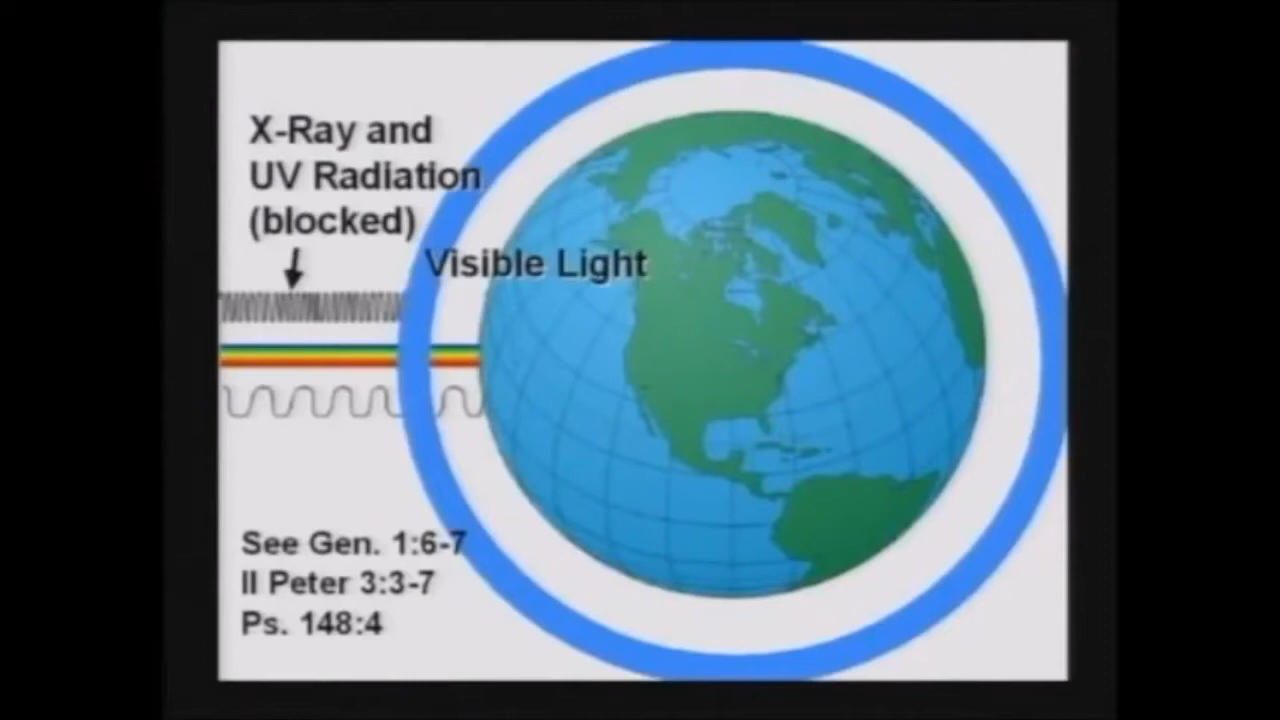 X-Ray and
UV Radiation
(blocked)
Visible Light
See Gen. 1:6-7
II Peter 3:3-7
Ps. 148:4